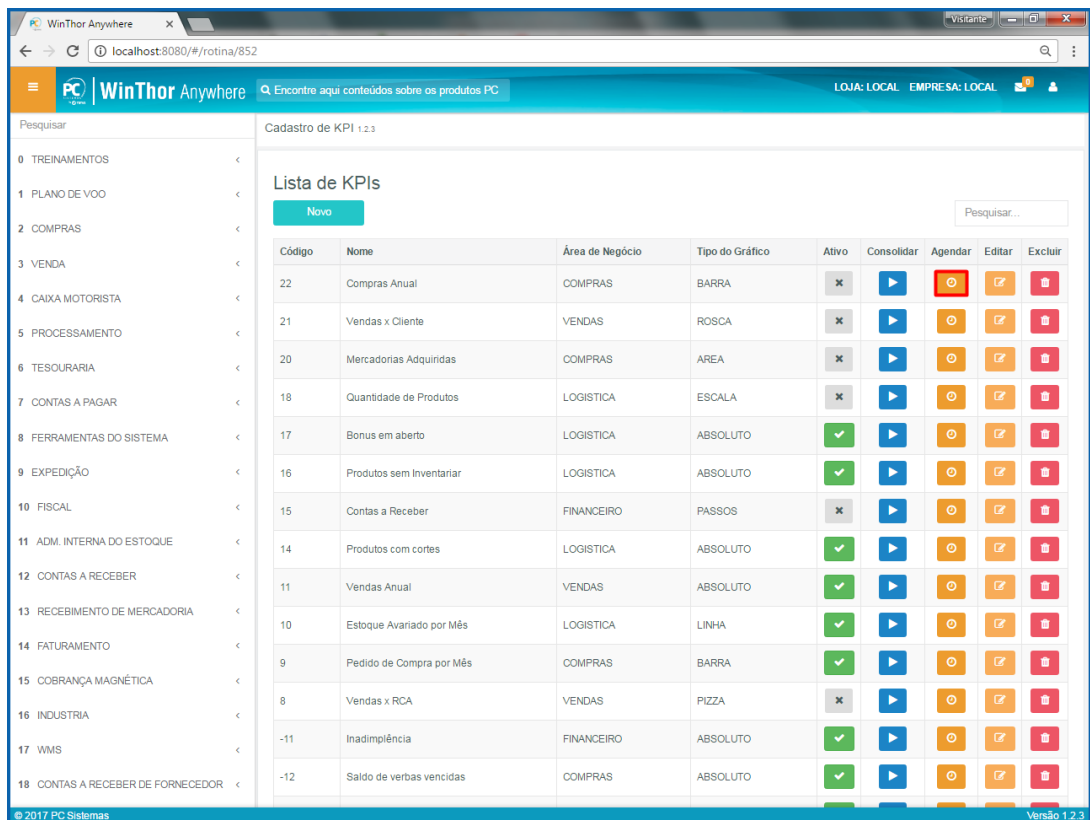 WinThor Anywhere
Visitante
localhost:8080/#/rotina/852
PC | WinThor Anywhere
Encontre aqui conteúdos sobre os produtos PC
LOJA: LOCAL EMPRESA: LOCAL
0
Pesquisar
Cadastro de KPI 1.2.3
0 TREINAMENTOS
1 PLANO DE VOO
2 COMPRAS
3 VENDA
4 CAIXA MOTORISTA
5 PROCESSAMENTO
6 TESOURARIA
7 CONTAS A PAGAR
8 FERRAMENTAS DO SISTEMA
9 EXPEDIÇÃO
10 FISCAL
11 ADM. INTERNA DO ESTOQUE
12 CONTAS A RECEBER
13 RECEBIMENTO DE MERCADORIA
14 FATURAMENTO
15 COBRANÇA MAGNÉTICA
16 INDUSTRIA
17 WMS
18 CONTAS A RECEBER DE FORNECEDOR
Lista de KPIs
Novo
Pesquisar...
Código Nome Área de Negócio Tipo do Gráfico Ativo Consolidar Agendar Editar Excluir
22 Compras Anual COMPRAS BARRA
21 Vendas x Cliente VENDAS ROSCA
20 Mercadorias Adquiridas COMPRAS AREA
18 Quantidade de Produtos LOGISTICA ESCALA
17 Bonus em aberto LOGISTICA ABSOLUTO
16 Produtos sem Inventariar LOGISTICA ABSOLUTO
15 Contas a Receber FINANCEIRO PASSOS
14 Produtos com cortes LOGISTICA ABSOLUTO
11 Vendas Anual VENDAS ABSOLUTO
10 Estoque Avariado por Mês LOGISTICA LINHA
9 Pedido de Compra por Mês COMPRAS BARRA
8 Vendas x RCA VENDAS PIZZA
-11 Inadimplência FINANCEIRO ABSOLUTO
-12 Saldo de verbas vencidas COMPRAS ABSOLUTO
© 2017 PC Sistemas
Versão 1.2.3